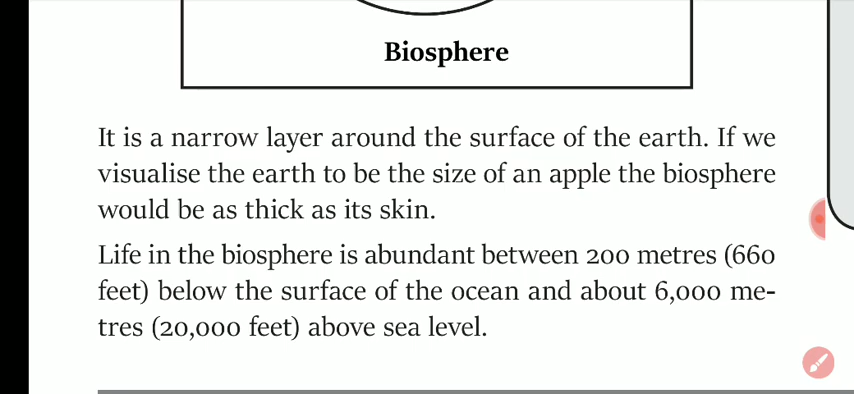 Biosphere
It is a narrow layer around the surface of the earth. If we
visualise the earth to be the size of an apple the biosphere
would be as thick as its skin.
Life in the biosphere is abundant between 200 metres (660
feet) below the surface of the ocean and about 6,000 me-
tres (20,000 feet) above sea level.